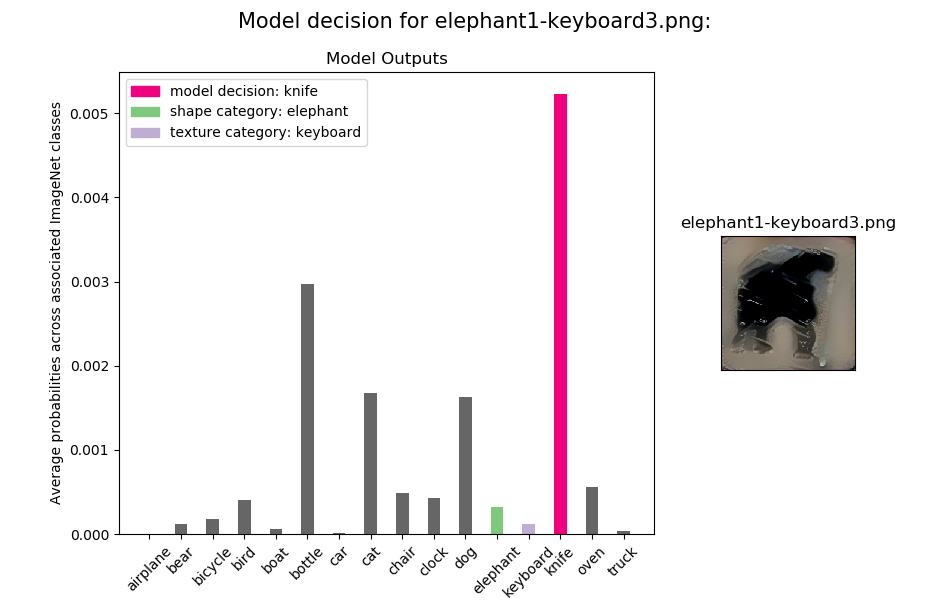 Model decision for elephant1-keyboard3.png:
Model Outputs
model decision: knife
shape category: elephant
texture category: keyboard
Average probabilities across associated ImageNet classes
0.005
0.004
0.003
0.002
0.001
0.000
airplane
bear
bicycle
bird
boat
bottle
car
cat
chair
clock
dog
elephant
keyboard
knife
oven
truck
elephant1-keyboard3.png